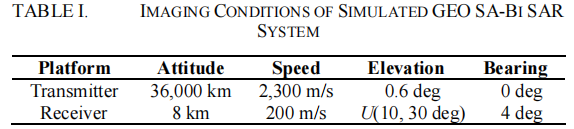 TABLE I. IMAGING CONDITIONS OF SIMULATED GEO SA-BI SAR
SYSTEM
Platform Attitude Speed Elevation Bearing
Transmitter 36,000 km 2,300 m/s 0.6 deg 0 deg
Receiver 8 km 200 m/s U(10, 30 deg) 4 deg